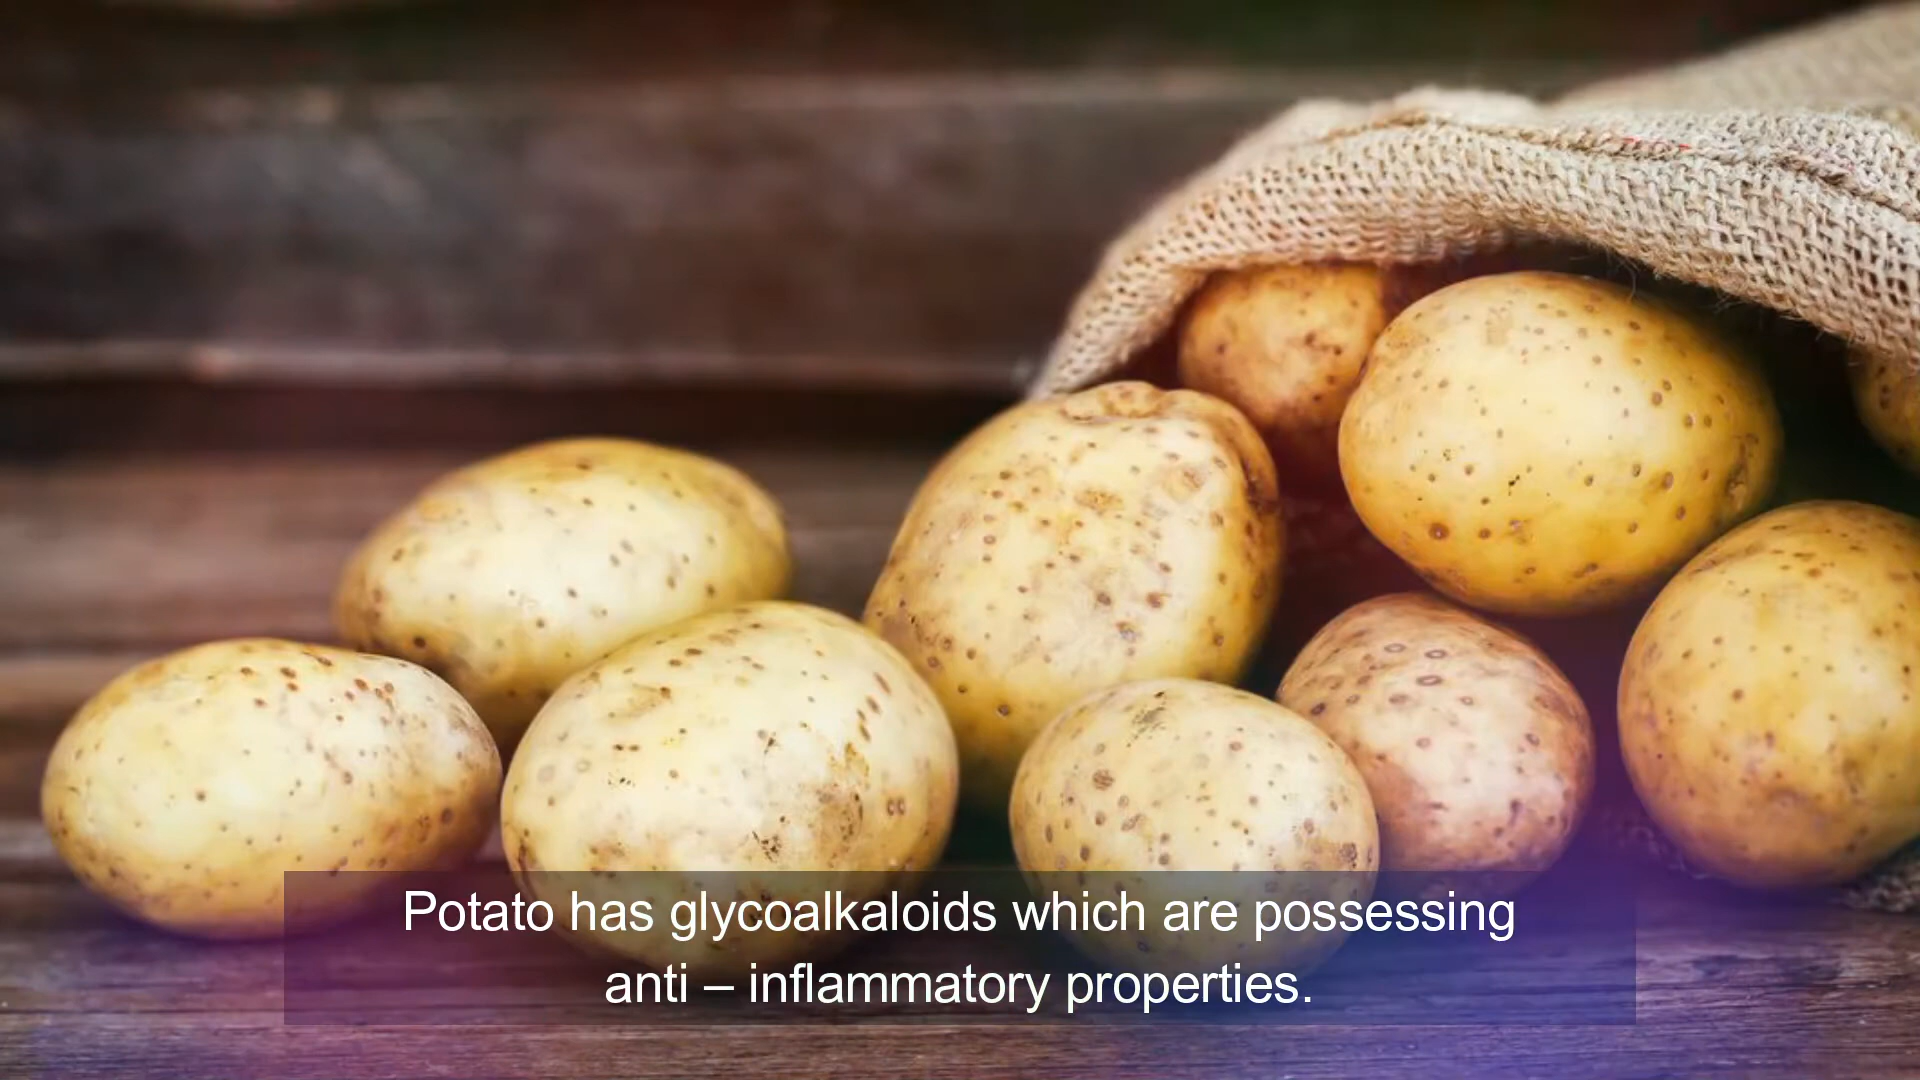 Potato has glycoalkaloids which are possessing
anti – inflammatory properties.